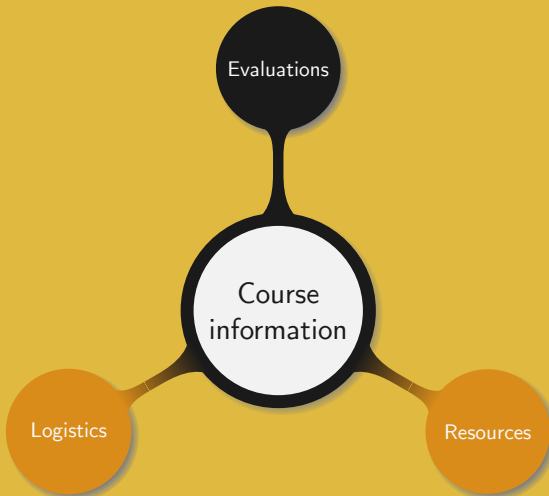 Evaluations
Course
information
Logistics
Resources